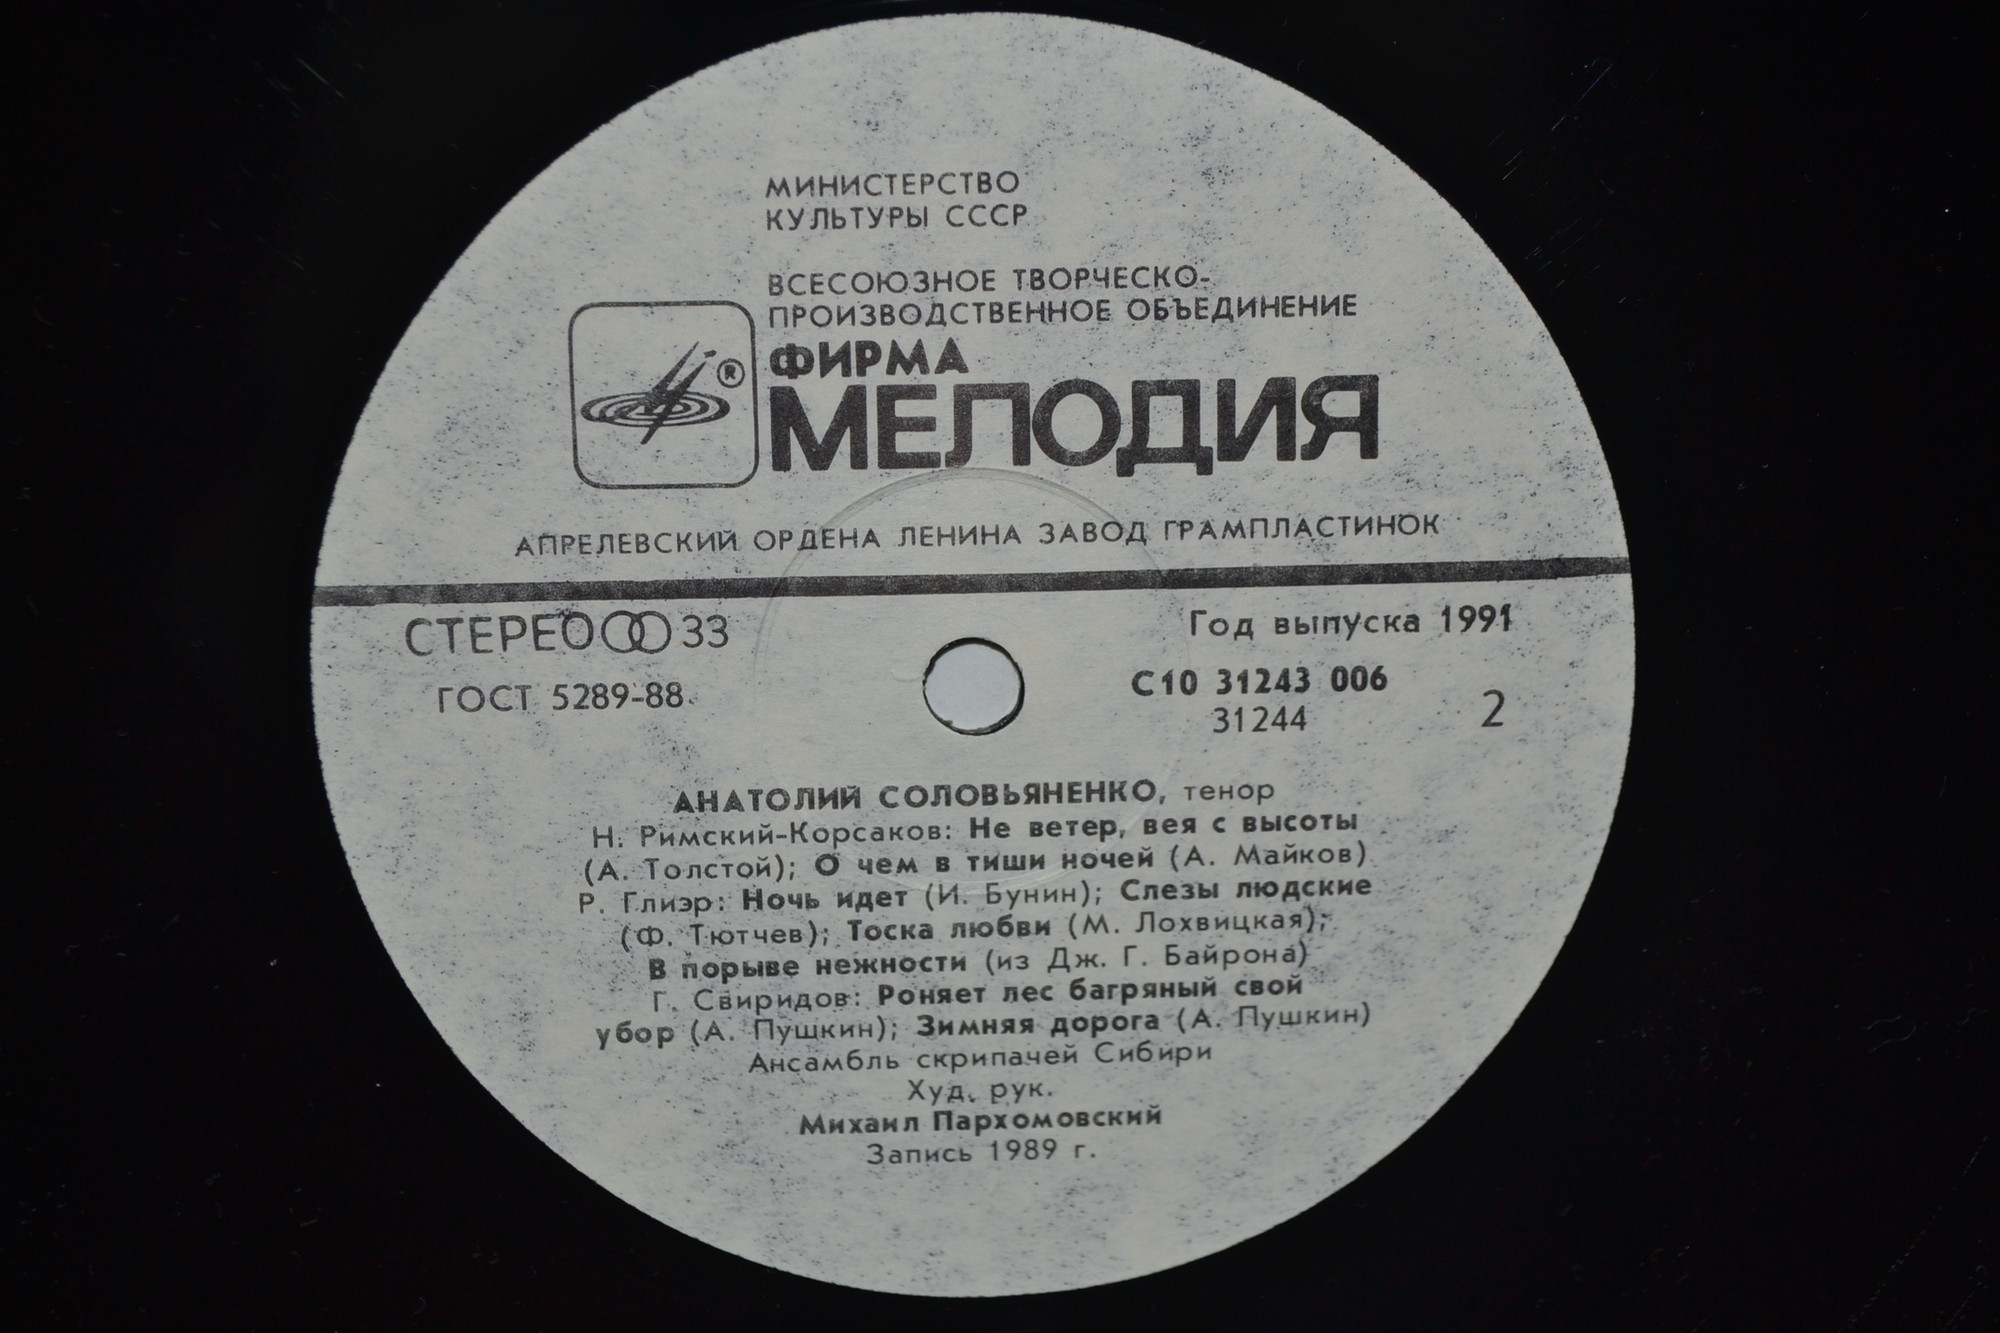 МИНИСТЕРСТВО
КУЛЬТУРЫ СССР
ВСЕСОЮЗНОЕ ТВОРЧЕСКО-
ПРОИЗВОДСТВЕННОЕ ОБЪЕДИНЕНИЕ
ФИРМА
®
МЕЛОДИЯ
АПРЕЛЕВСКИЙ ОРДЕНА ЛЕНИНА ЗАВОД ГРАМПЛАСТИНОК
СТЕРЕО 33
Год выпуска 1991
ГОСТ 5289-88
С10 31243 006
31244
2
АНАТОЛИЙ СОЛОВЬЯНЕНКО, тенор
Н. Римский-Корсаков: Не ветер, вея с высоты
(А. Толстой); О чем в тиши ночей (А. Майков)
Р. Глиэр: Ночь идет (И. Бунин); Слезы людские
(Ф. Тютчев); Тоска любви (М. Лохвицкая);
В порыве нежности (из Дж. Г. Байрона)
Г. Свиридов: Роняет лес багряный свой
убор (А. Пушкин); Зимняя дорога (А. Пушкин)
Ансамбль скрипачей Сибири
Худ. рук.
Михаил Пархомовский
Запись 1989 г.